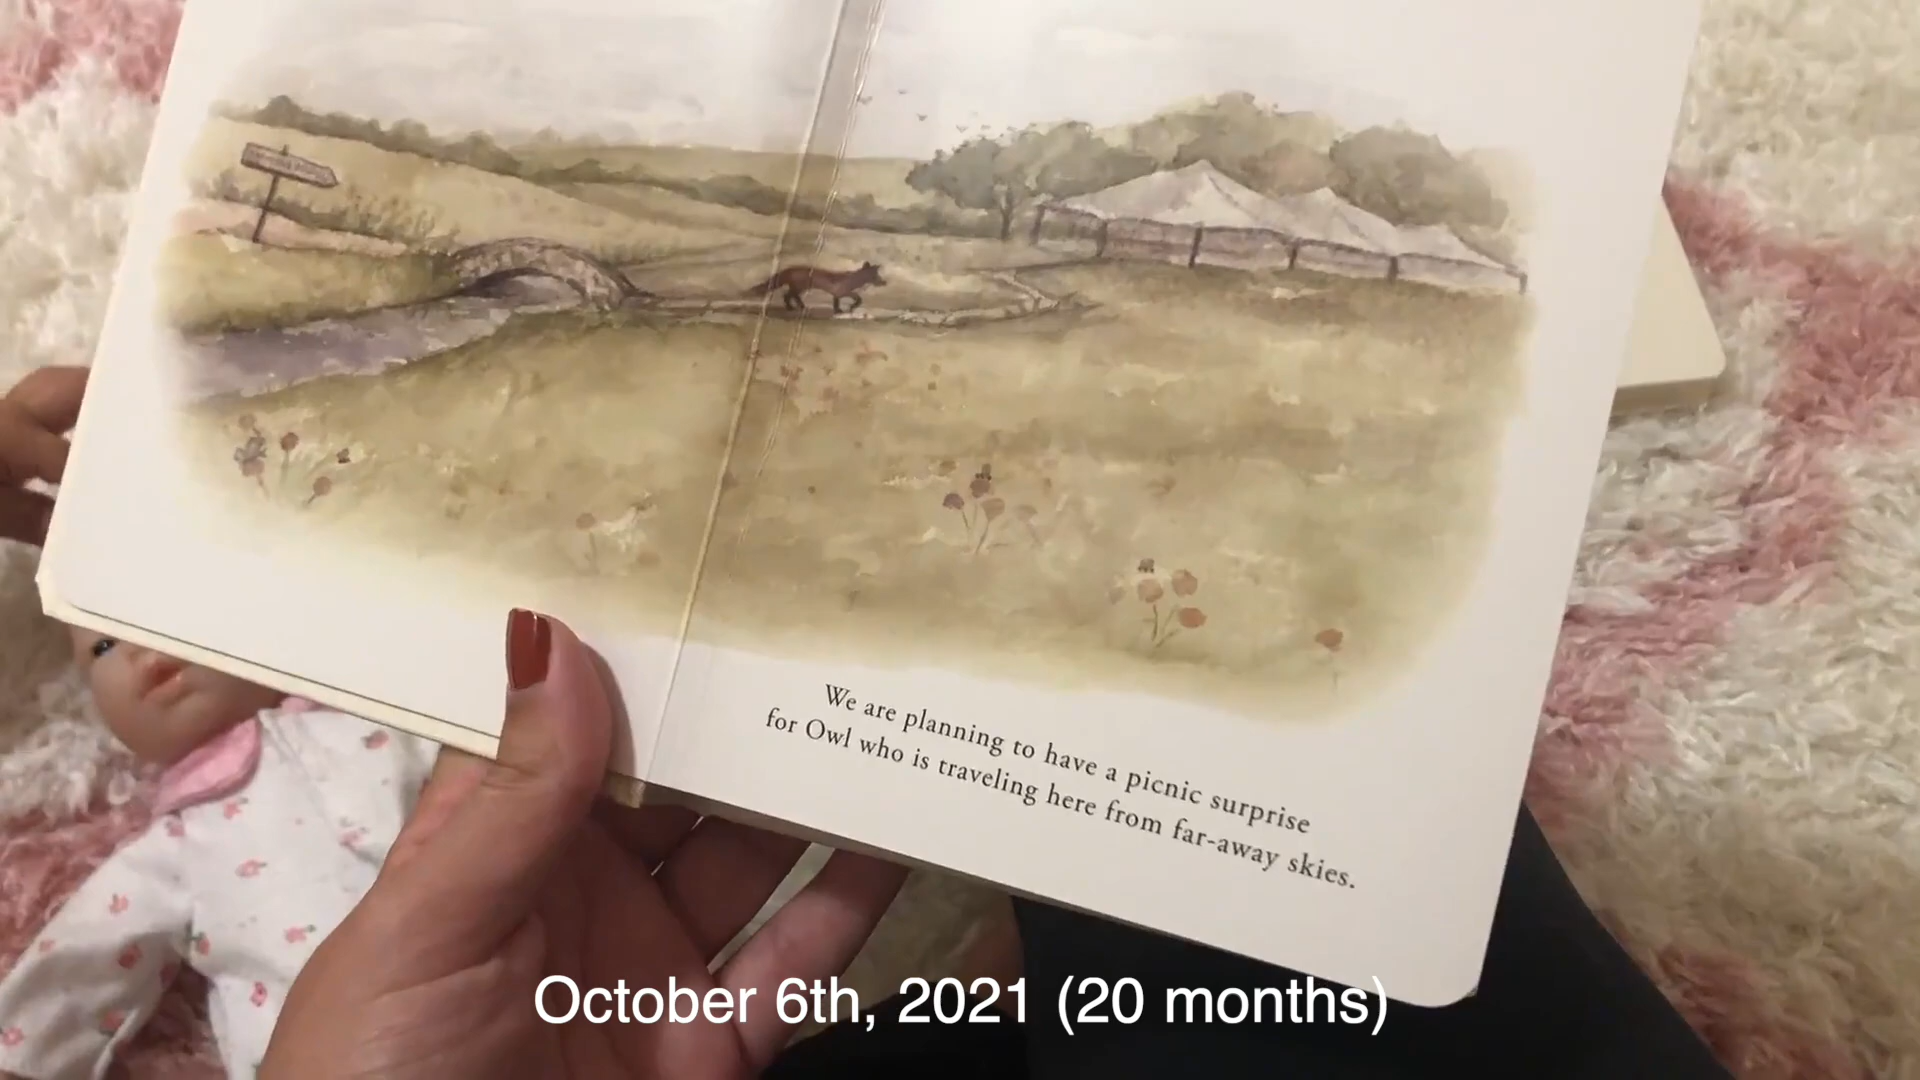 We are planning to have a picnic surprise
for Owl who is traveling here from far-away skies.
October 6th, 2021 (20 months)